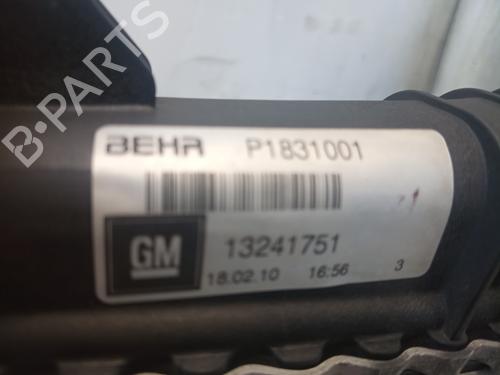 BEHR P1831001
GM 13241751
18.02.10 16:56 3
B-PARTS